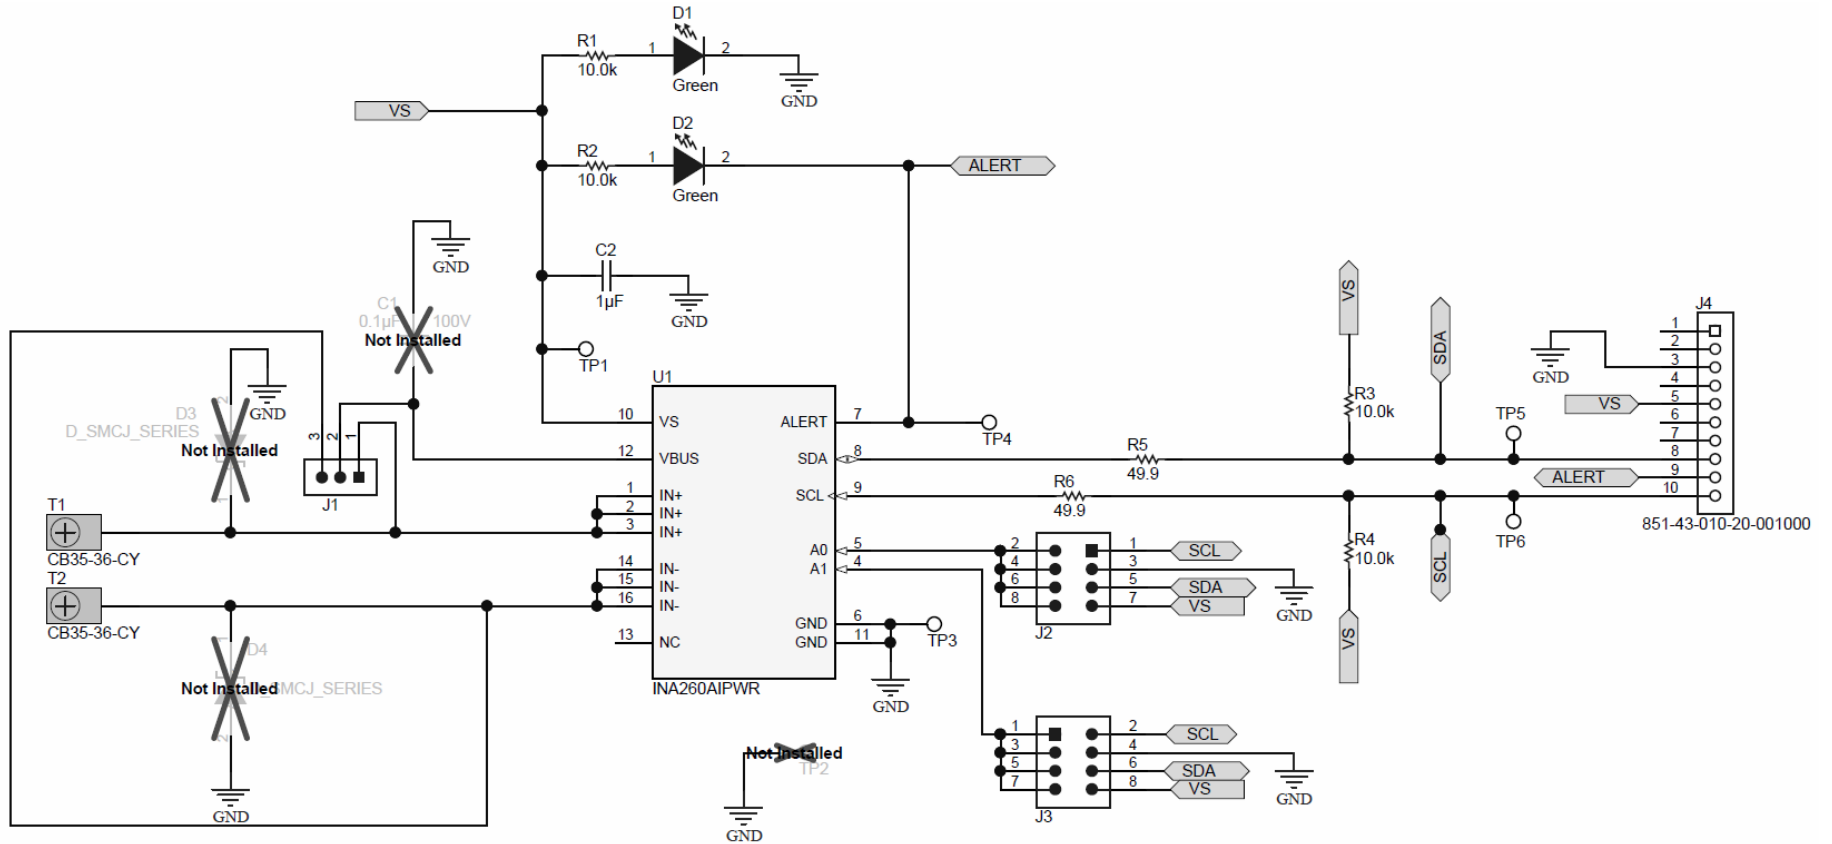 D1
R1
1
2
10.0k
Green
GND
VS
D2
R2
1
2
ALERT
10.0k
Green
GND
C2
1µF
GND
C1
0.1µF
100V
Not Installed
TP1
VS
SDA
J4
1
2
3
4
5
6
7
8
9
10
GND
VS
ALERT
851-43-010-20-001000
2
GND
D3
D_SMCJ_SERIES
Not Installed
1
3
2
1
J1
U1
10
VS
12
VBUS
1
IN+
2
IN+
3
IN+
14
IN-
15
IN-
16
IN-
13
NC
ALERT
7
SDA
8
SCL
9
A0
5
A1
4
GND
6
GND
11
INA260AIPWR
TP4
R5
49.9
R6
49.9
R3
10.0k
TP5
TP6
R4
10.0k
SCL
VS
T1
CB35-36-CY
T2
CB35-36-CY
1
D4
Not Installed
D_SMCJ_SERIES
2
GND
TP3
GND
2
4
6
8
1
3
5
7
SCL
SDA
VS
GND
J2
Not Installed
TP2
GND
1
3
5
7
2
4
6
8
SCL
SDA
VS
GND
J3